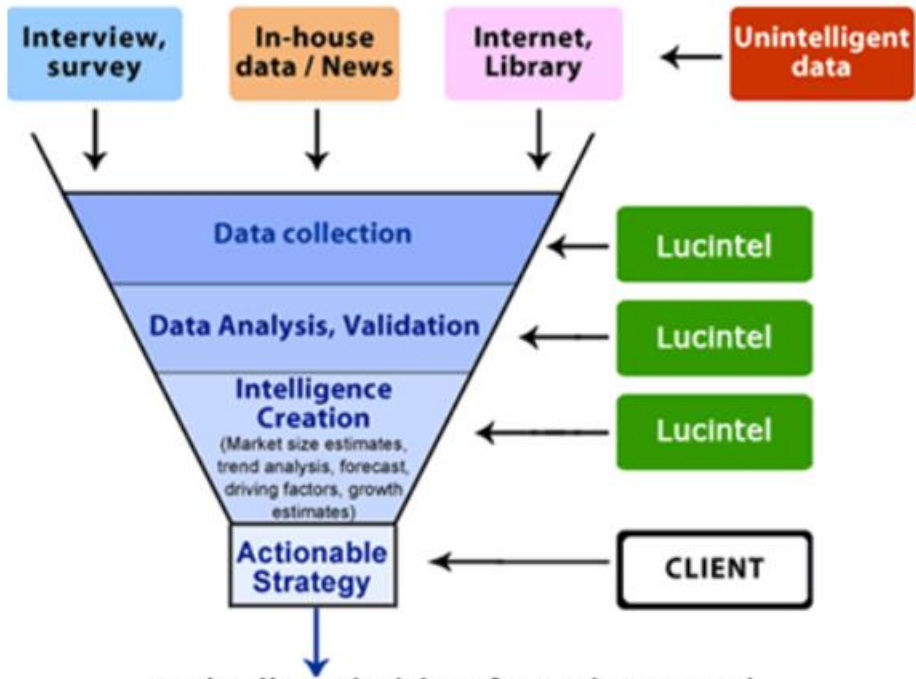 Interview,
survey
In-house
data / News
Internet,
Library
Unintelligent
data
Data collection
Lucintel
Data Analysis, Validation
Lucintel
Intelligence
Creation
(Market size estimates,
trend analysis, forecast,
driving factors, growth
estimates)
Lucintel
Actionable
Strategy
CLIENT